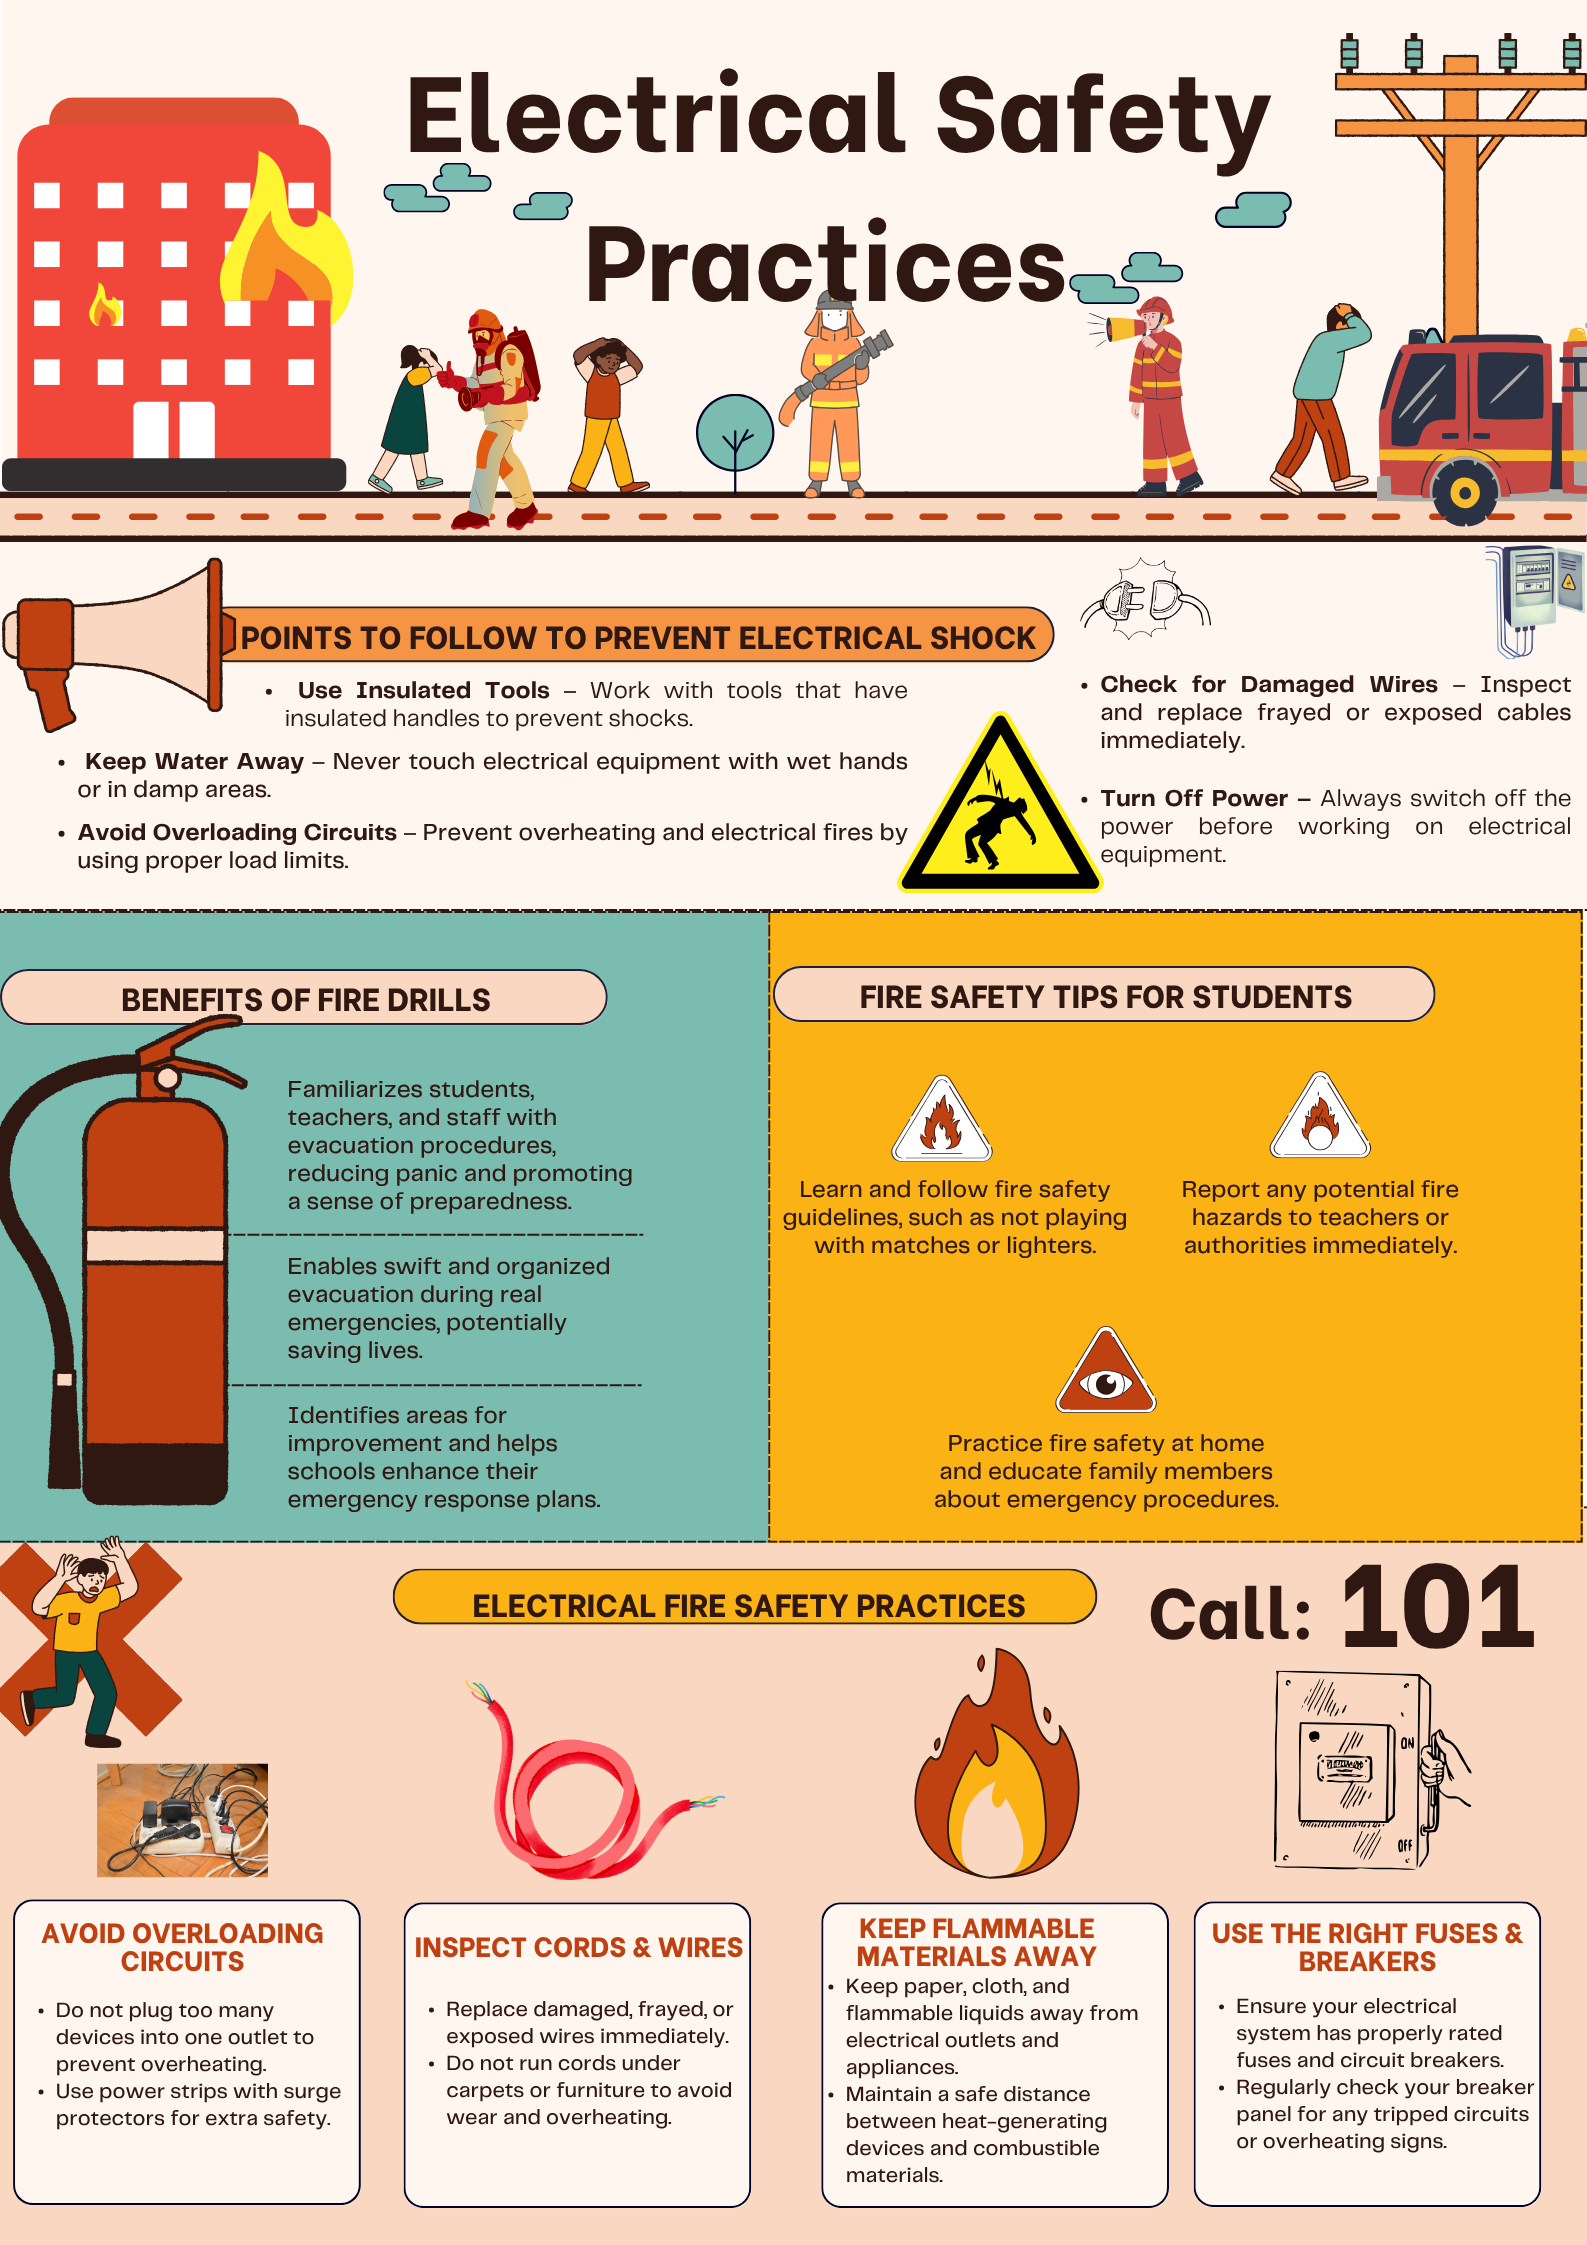 Electrical Safety
Practices
POINTS TO FOLLOW TO PREVENT ELECTRICAL SHOCK
• Use Insulated Tools – Work with tools that have
insulated handles to prevent shocks.
• Keep Water Away – Never touch electrical equipment with wet hands
or in damp areas.
• Avoid Overloading Circuits – Prevent overheating and electrical fires by
using proper load limits.
• Check for Damaged Wires – Inspect
and replace frayed or exposed cables
immediately.
• Turn Off Power – Always switch off the
power before working on electrical
equipment.
BENEFITS OF FIRE DRILLS
Familiarizes students,
teachers, and staff with
evacuation procedures,
reducing panic and promoting
a sense of preparedness.
Enables swift and organized
evacuation during real
emergencies, potentially
saving lives.
Identifies areas for
improvement and helps
schools enhance their
emergency response plans.
FIRE SAFETY TIPS FOR STUDENTS
Learn and follow fire safety
guidelines, such as not playing
with matches or lighters.
Report any potential fire
hazards to teachers or
authorities immediately.
Practice fire safety at home
and educate family members
about emergency procedures.
ELECTRICAL FIRE SAFETY PRACTICES
Call: 101
ON
OFF
AVOID OVERLOADING
CIRCUITS
• Do not plug too many
devices into one outlet to
prevent overheating.
• Use power strips with surge
protectors for extra safety.
INSPECT CORDS & WIRES
• Replace damaged, frayed, or
exposed wires immediately.
• Do not run cords under
carpets or furniture to avoid
wear and overheating.
KEEP FLAMMABLE
MATERIALS AWAY
• Keep paper, cloth, and
flammable liquids away from
electrical outlets and
appliances.
• Maintain a safe distance
between heat-generating
devices and combustible
materials.
USE THE RIGHT FUSES &
BREAKERS
• Ensure your electrical
system has properly rated
fuses and circuit breakers.
• Regularly check your breaker
panel for any tripped circuits
or overheating signs.